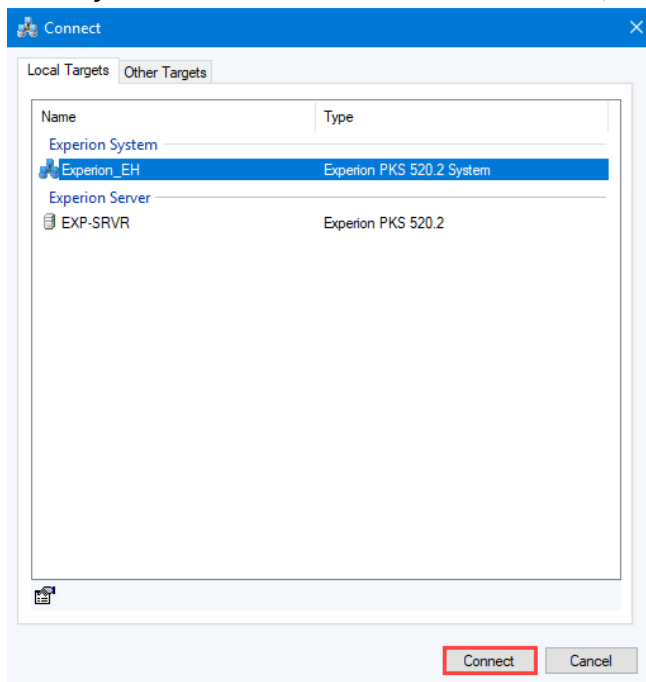 Connect
Local Targets Other Targets
Name Type
Experion System
Experion_EH Experion PKS 520.2 System
Experion Server
EXP-SRVR Experion PKS 520.2
Connect Cancel